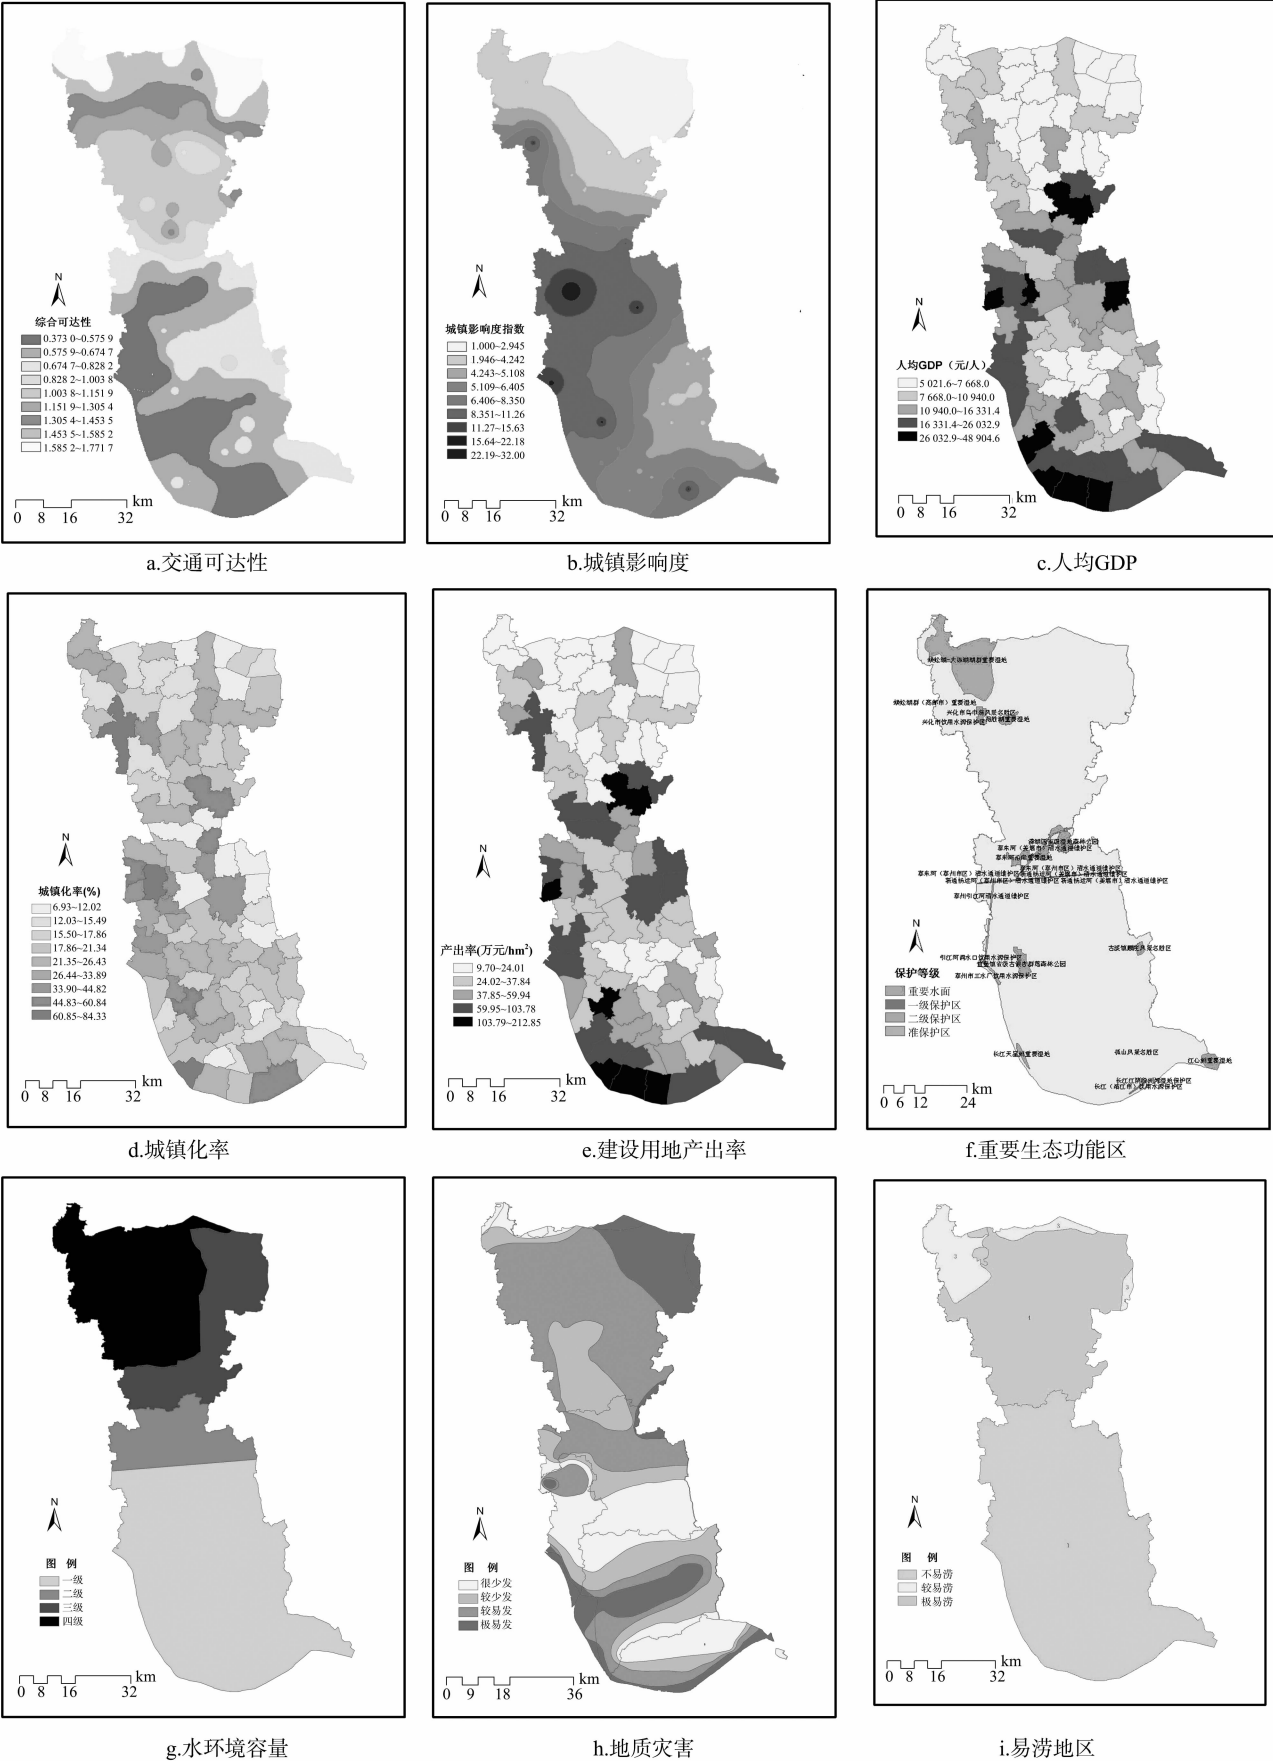 N
综合可达性
0.373 0~0.575 9
0.575 9~0.674 7
0.674 7~0.828 2
0.828 2~1.003 8
1.003 8~1.151 9
1.151 9~1.305 4
1.305 4~1.453 5
1.453 5~1.585 2
1.585 2~1.771 7
km
0 8 16 32
a.交通可达性
N
城镇影响度指数
1.000~2.945
1.946~4.242
4.243~5.108
5.109~6.405
6.406~8.350
8.351~11.26
11.27~15.63
15.64~22.18
22.19~32.00
km
0 8 16 32
b.城镇影响度
N
人均GDP（元/人）
5 021.6~7 668.0
7 668.0~10 940.0
10 940.0~16 331.4
16 331.4~26 032.9
26 032.9~48 904.6
km
0 8 16 32
c.人均GDP
N
城镇化率(%)
6.93~12.02
12.03~15.49
15.50~17.86
17.86~21.34
21.35~26.43
26.44~33.89
33.90~44.82
44.83~60.84
60.85~84.33
km
0 8 16 32
d.城镇化率
N
产出率(万元/hm²)
9.70~24.01
24.02~37.84
37.85~59.94
59.95~103.78
103.79~212.85
km
0 8 16 32
e.建设用地产出率
N
保护等级
重要水面
一级保护区
二级保护区
准保护区
km
0 6 12 24
f.重要生态功能区
N
图 例
一级
二级
三级
四级
km
0 8 16 32
g.水环境容量
N
图 例
很少发
较少发
较易发
极易发
km
0 9 18 36
h.地质灾害
3
2
3
1
1
N
图 例
不易涝
较易涝
极易涝
km
0 8 16 32
i.易涝地区